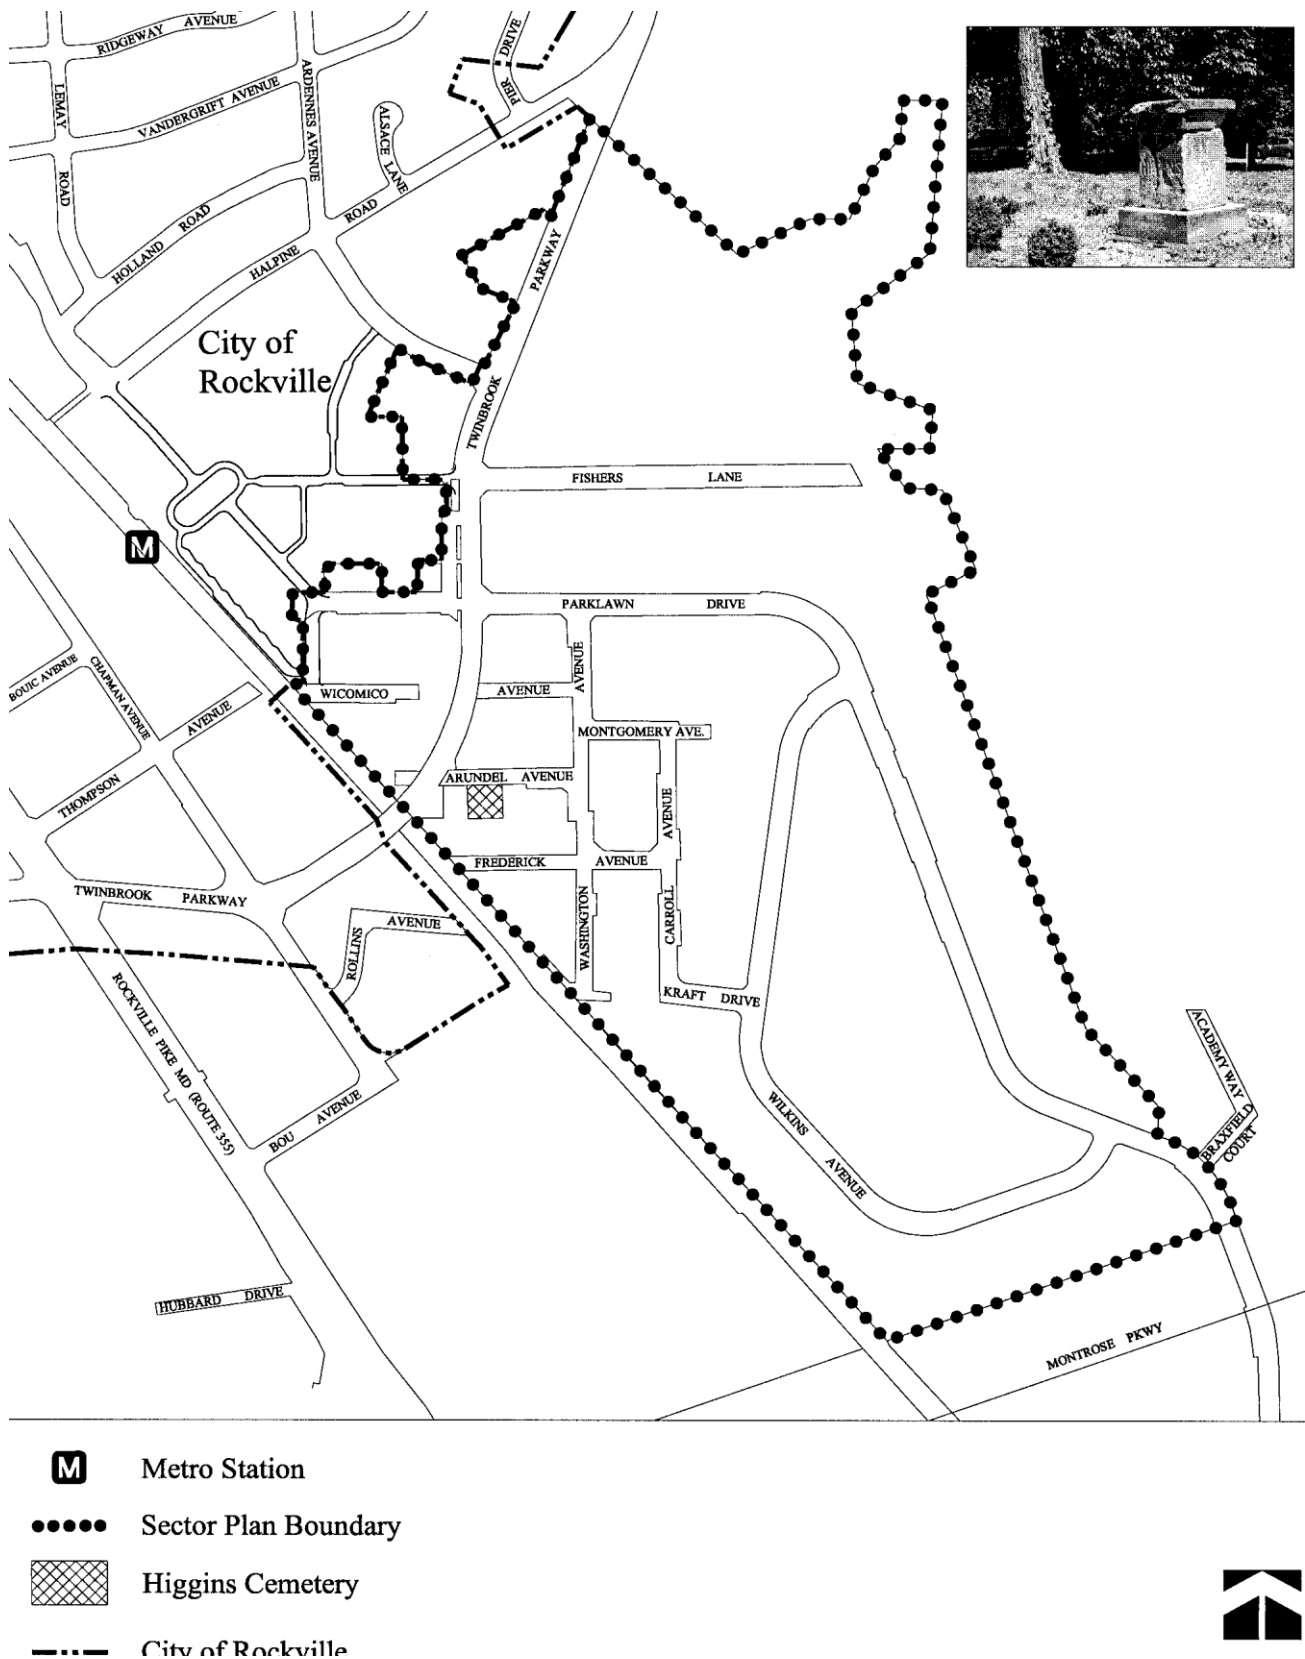 RIDGEWAY AVENUE
LEMAY
ROAD
VANDERGRIFT AVENUE
ARDENNES AVENUE
PIER DRIVE
ALSACE LANE
HOLLAND ROAD
HALPINE
ROAD
City of
Rockville
TWINBROOK
PARKWAY
FISHERS LANE
M
PARKLAWN DRIVE
BOUIC AVENUE
CHAPMAN AVENUE
THOMPSON
AVENUE
WICOMICO
AVENUE
AVENUE
MONTGOMERY AVE.
ARUNDEL AVENUE
AVENUE
FREDERICK AVENUE
TWINBROOK PARKWAY
ROLLINS
AVENUE
WASHINGTON
CARROLL
KRAFT DRIVE
ROCKVILLE PIKE MD (ROUTE 355)
BOU AVENUE
WILKINS
AVENUE
ACADEMY WAY
BRAXFIELD
COURT
HUBBARD DRIVE
MONTROSE PKWY
M Metro Station
Sector Plan Boundary
Higgins Cemetery
City of Rockville